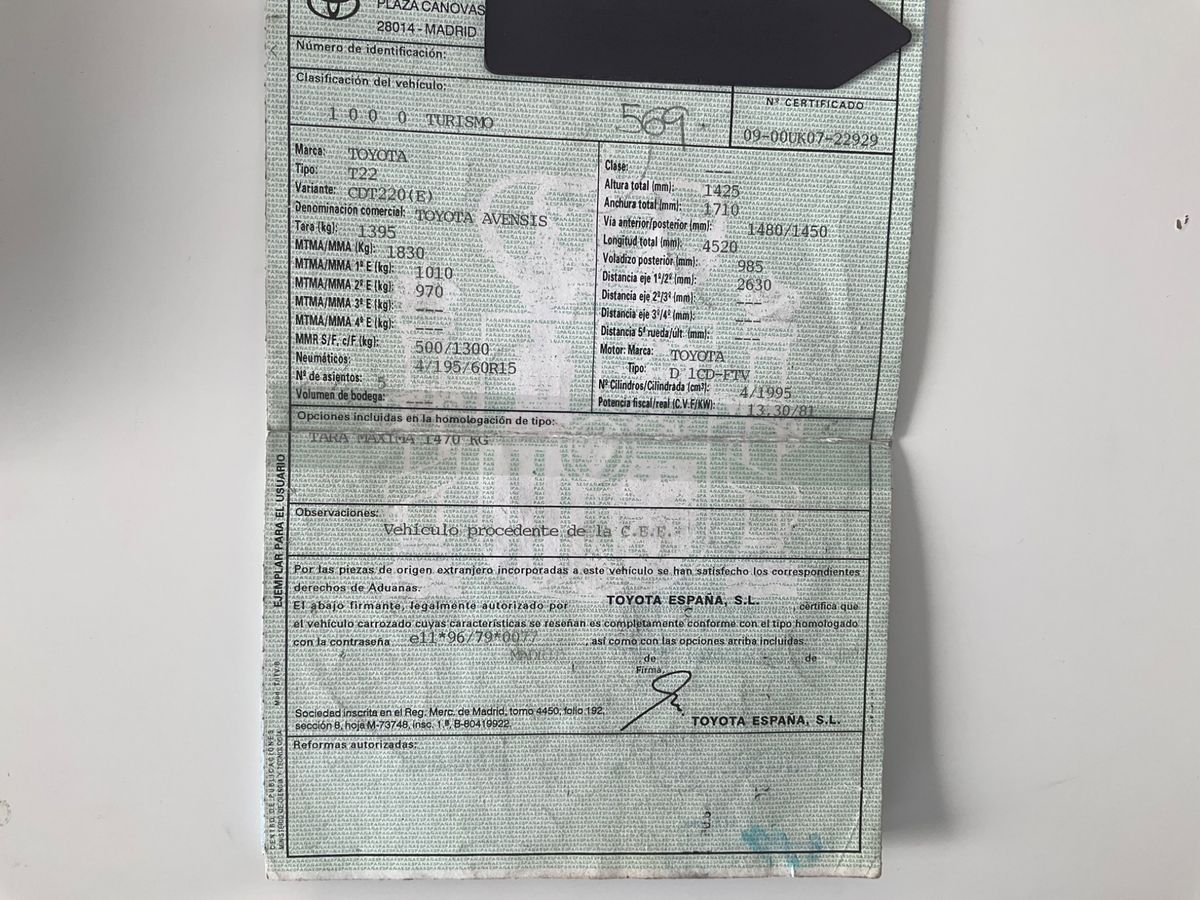 PLAZA CANOVAS
28014 - MADRID
Número de identificación:
Clasificación del vehículo:
1 0 0 0 TURISMO
569
Nº CERTIFICADO
09-00UK07-22929
Marca: TOYOTA
Tipo: T22
Variante: CDT220(E)
Denominación comercial: TOYOTA AVENSIS
Tara (kg): 1395
MTMA/MMA (Kg): 1830
MTMA/MMA 1º E (kg): 1010
MTMA/MMA 2º E (kg): 970
MTMA/MMA 3º E (kg): ---
MTMA/MMA 4º E (kg): ---
MMR S/F, c/F (kg): 500/1300
Neumáticos: 4/195/60R15
Nº de asientos: 5
Volumen de bodega: ---
Clase: ---
Altura total (mm): 1425
Anchura total (mm): 1710
Vía anterior/posterior (mm): 1480/1450
Longitud total (mm): 4520
Voladizo posterior (mm): 985
Distancia eje 1º/2º (mm): 2630
Distancia eje 2º/3º (mm): ---
Distancia eje 3º/4º (mm): ---
Distancia 5ª rueda/últ. (mm): ---
Motor: Marca: TOYOTA
Tipo: D 1CD-FTV
Nº Cilindros/Cilindrada (cm³): 4/1995
Potencia fiscal/real (C.V.F/KW): 13.30/81
Opciones incluidas en la homologación de tipo:
TARA MAXIMA 1470 KG
Observaciones:
Vehículo procedente de la C.E.E.
Por las piezas de origen extranjero incorporadas a este vehículo se han satisfecho los correspondientes
derechos de Aduanas.
El abajo firmante, legalmente autorizado por TOYOTA ESPAÑA, S.L. , certifica que
el vehículo carrozado cuyas características se reseñan es completamente conforme con el tipo homologado
con la contraseña e11*96/79*0077 , así como con las opciones arriba incluidas.
MADRID de de
Firma,
TOYOTA ESPAÑA, S.L.
Sociedad inscrita en el Reg. Merc. de Madrid, tomo 4450, folio 192,
sección 8, hoja M-73748, insc. 1.ª, B-80419922.
Reformas autorizadas:
EJEMPLAR PARA EL USUARIO
CENTRO DE PUBLICACIONES
MINISTERIO DE CIENCIA Y TECNOLOGIA